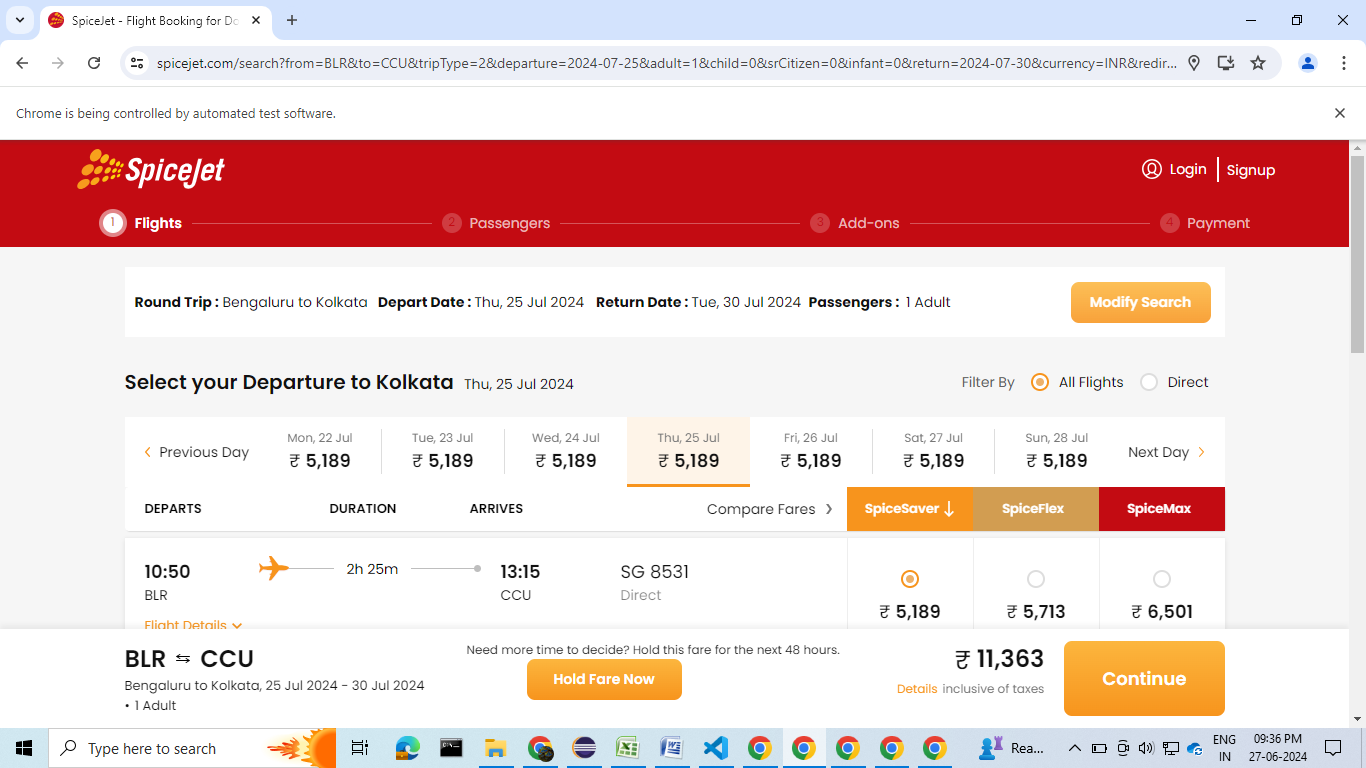 SpiceJet - Flight Booking for Do
spicejet.com/search?from=BLR&to=CCU&tripType=2&departure=2024-07-25&adult=1&child=0&srCitizen=0&infant=0&return=2024-07-30&currency=INR&redir...
Chrome is being controlled by automated test software.
SpiceJet
Login Signup
1 Flights 2 Passengers 3 Add-ons 4 Payment
Round Trip : Bengaluru to Kolkata Depart Date : Thu, 25 Jul 2024 Return Date : Tue, 30 Jul 2024 Passengers : 1 Adult Modify Search
Select your Departure to Kolkata Thu, 25 Jul 2024 Filter By All Flights Direct
Mon, 22 Jul Tue, 23 Jul Wed, 24 Jul Thu, 25 Jul Fri, 26 Jul Sat, 27 Jul Sun, 28 Jul
Previous Day ₹ 5,189 ₹ 5,189 ₹ 5,189 ₹ 5,189 ₹ 5,189 ₹ 5,189 ₹ 5,189 Next Day
DEPARTS DURATION ARRIVES Compare Fares SpiceSaver SpiceFlex SpiceMax
10:50 2h 25m 13:15 SG 8531
BLR CCU Direct
₹ 5,189 ₹ 5,713 ₹ 6,501
Flight Details
BLR ⇆ CCU
Bengaluru to Kolkata, 25 Jul 2024 - 30 Jul 2024
• 1 Adult
Need more time to decide? Hold this fare for the next 48 hours.
Hold Fare Now
₹ 11,363
Details inclusive of taxes
Continue
Type here to search
Rea...
ENG
IN
09:36 PM
27-06-2024